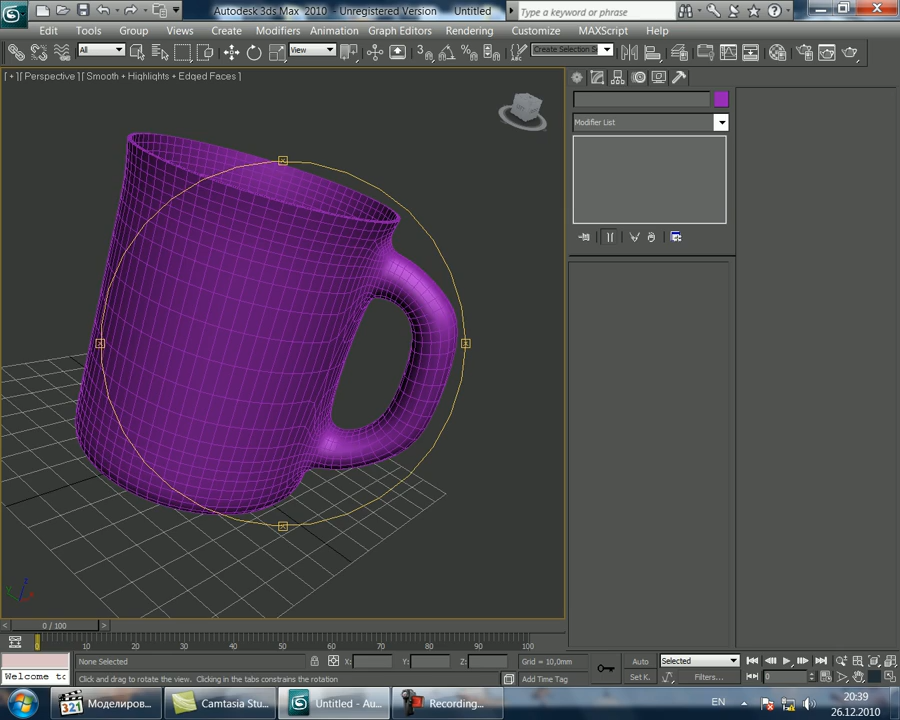 Autodesk 3ds Max 2010 - Unregistered Version Untitled
Type a keyword or phrase
Edit Tools Group Views Create Modifiers Animation Graph Editors Rendering Customize MAXScript Help
All View Create Selection S
[ + ][ Perspective ][ Smooth + Highlights + Edged Faces ]
Modifier List
0 / 100
0 10 20 30 40 50 60 70 80 90 100
None Selected X: Y: Z: Grid = 10,0mm Auto Selected
Welcome tc Click and drag to rotate the view. Clicking in the tabs constrains the rotation Add Time Tag Set K. Filters... 0
Моделиров... Camtasia Stu... Untitled - Au... Recording... EN 20:39
26.12.2010